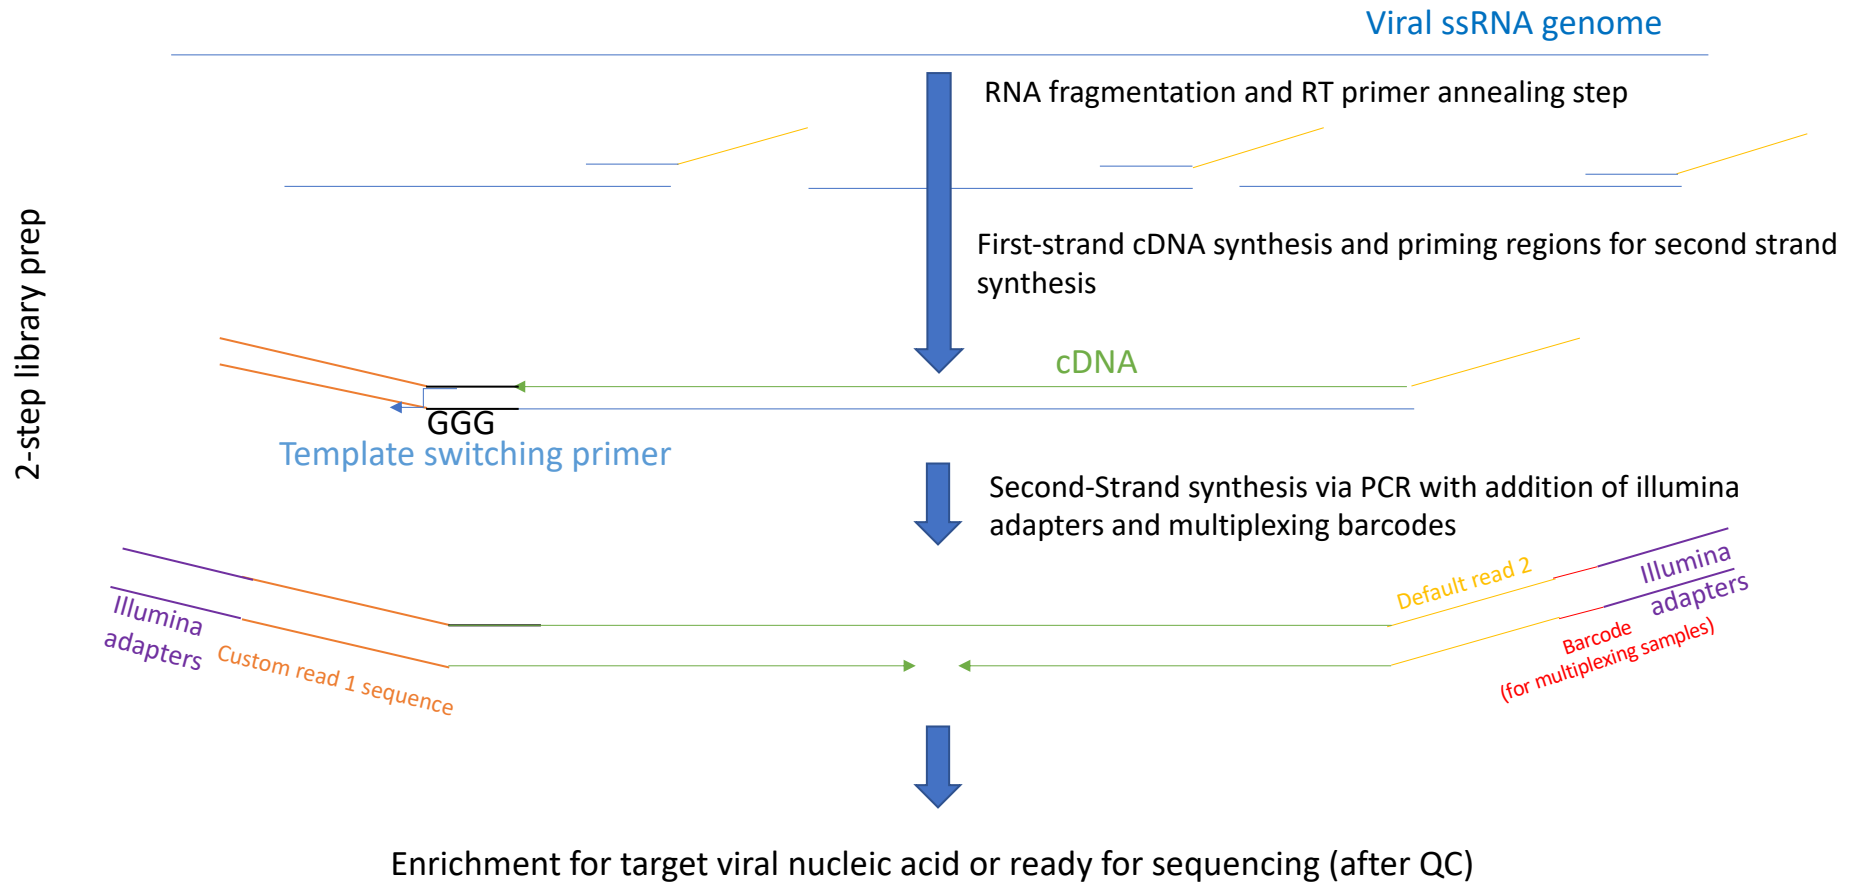 Viral ssRNA genome
RNA fragmentation and RT primer annealing step
2-step library prep
First-strand cDNA synthesis and priming regions for second strand
synthesis
cDNA
GGG
Template switching primer
Second-Strand synthesis via PCR with addition of illumina
adapters and multiplexing barcodes
Illumina
adapters
Custom read 1 sequence
Default read 2
Illumina
adapters
Barcode
(for multiplexing samples)
Enrichment for target viral nucleic acid or ready for sequencing (after QC)